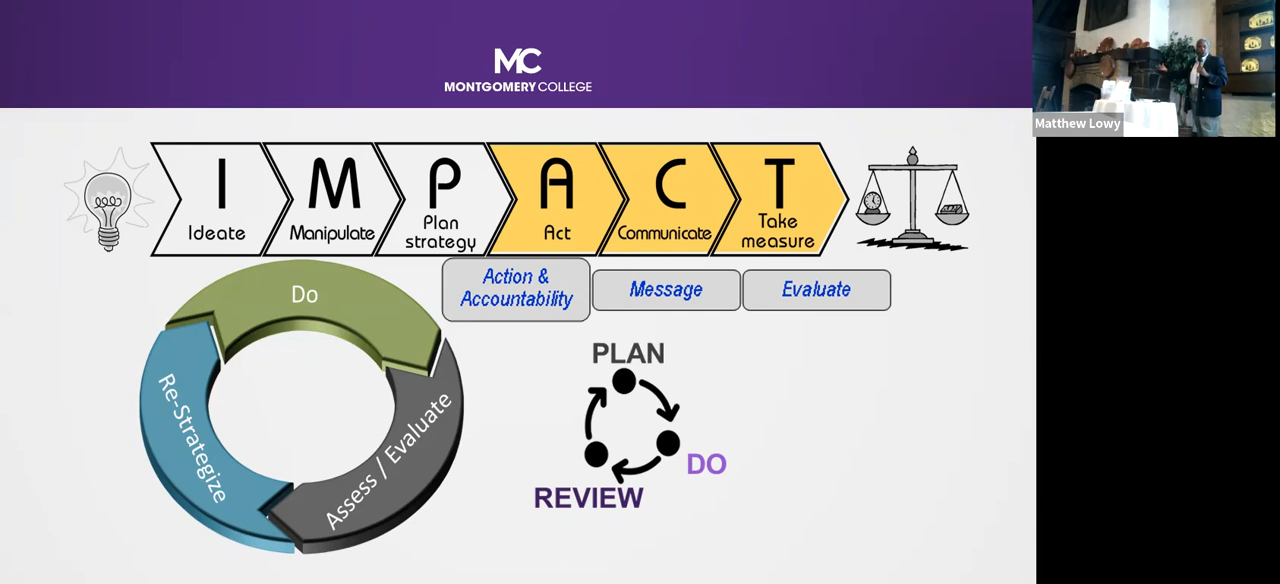 MC
MONTGOMERY COLLEGE
Matthew Lowy
I M P A C T
Ideate
Manipulate
Plan
strategy
Act
Communicate
Take
measure
Action &
Accountability
Message
Evaluate
Do
Re-Strategize
Assess / Evaluate
PLAN
DO
REVIEW